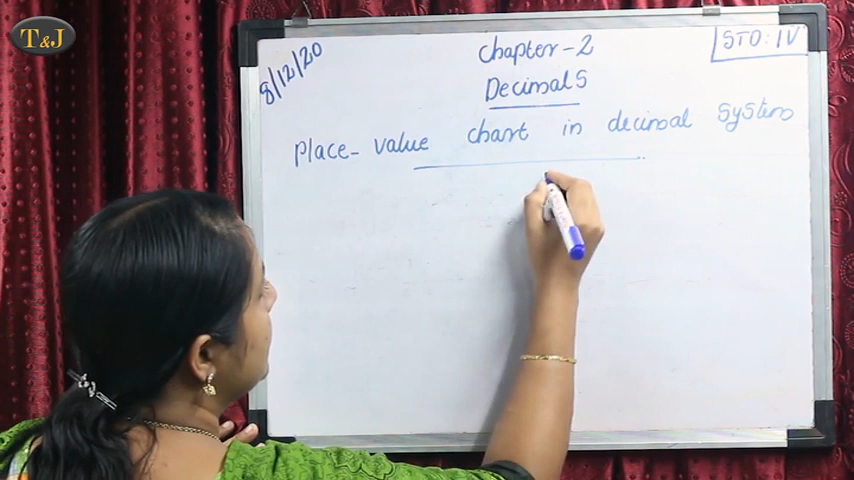 T&J
8/12/20
Chapter-2
STD: IV
Decimals
Place-value chart in decimal system